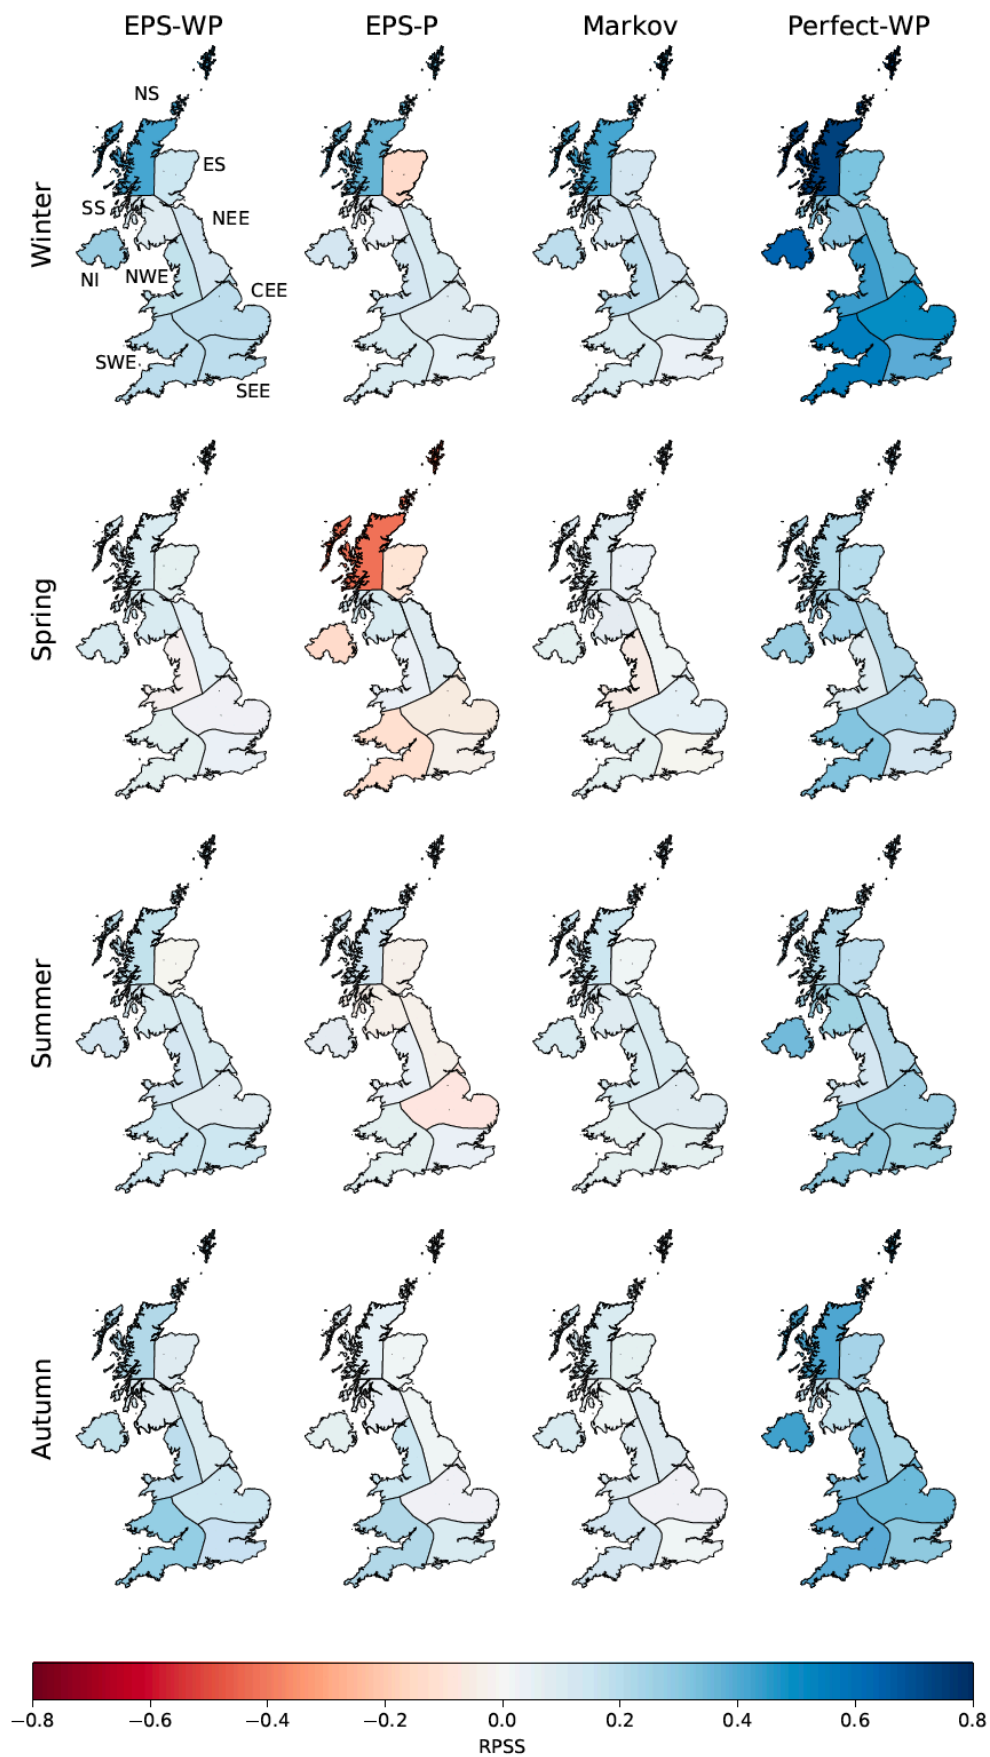 EPS-WP EPS-P Markov Perfect-WP
Winter
NS
ES
SS
NEE
NI
NWE
CEE
SWE
SEE
Spring
Summer
Autumn
−0.8 −0.6 −0.4 −0.2 0.0 0.2 0.4 0.6 0.8
RPSS